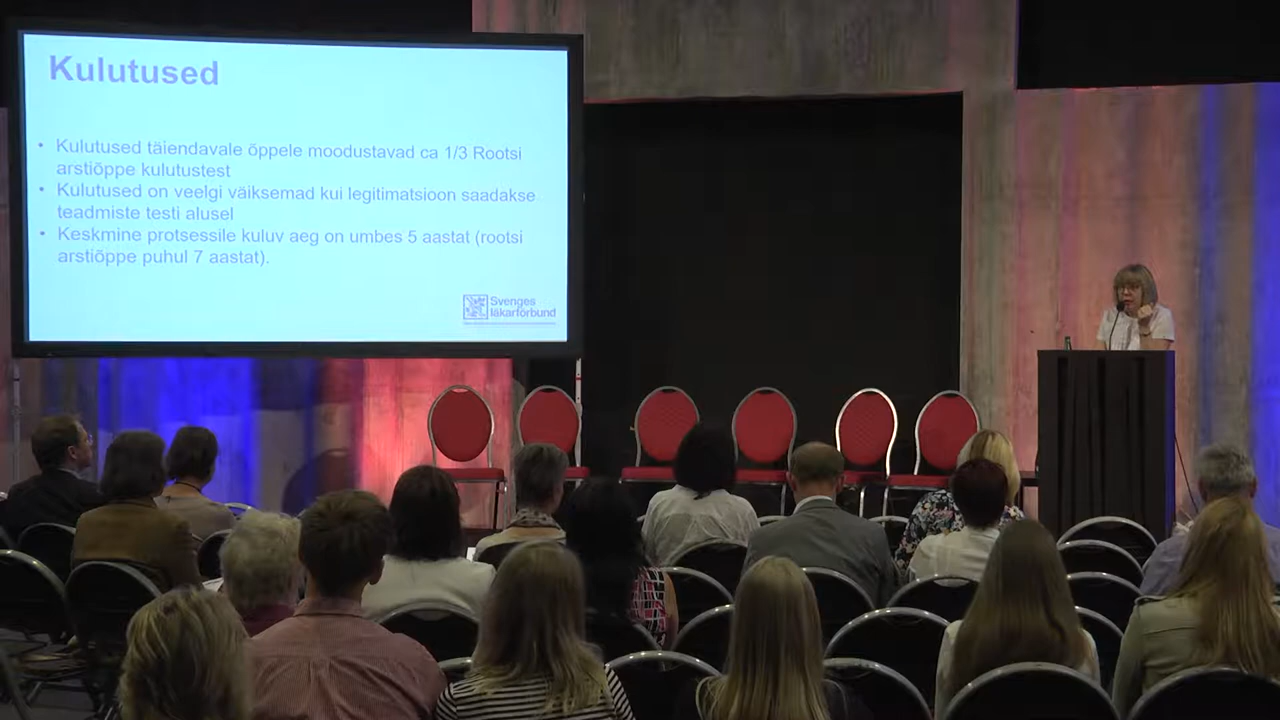 Kulutused
• Kulutused täiendavale õppele moodustavad ca 1/3 Rootsi
arstiõppe kulutustest
• Kulutused on veelgi väiksemad kui legitimatsioon saadakse
teadmiste testi alusel
• Keskmine protsessile kuluv aeg on umbes 5 aastat (rootsi
arstiõppe puhul 7 aastat).
Sveriges
läkarförbund